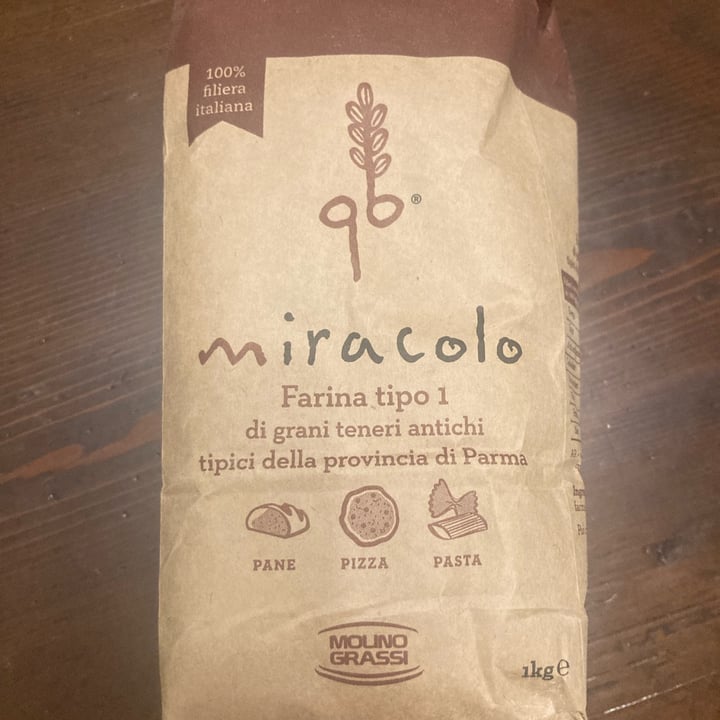 100%
filiera
italiana
qb®
miracolo
Farina tipo 1
di grani teneri antichi
tipici della provincia di Parma
PANE
PIZZA
PASTA
MOLINO
GRASSI
1kg e